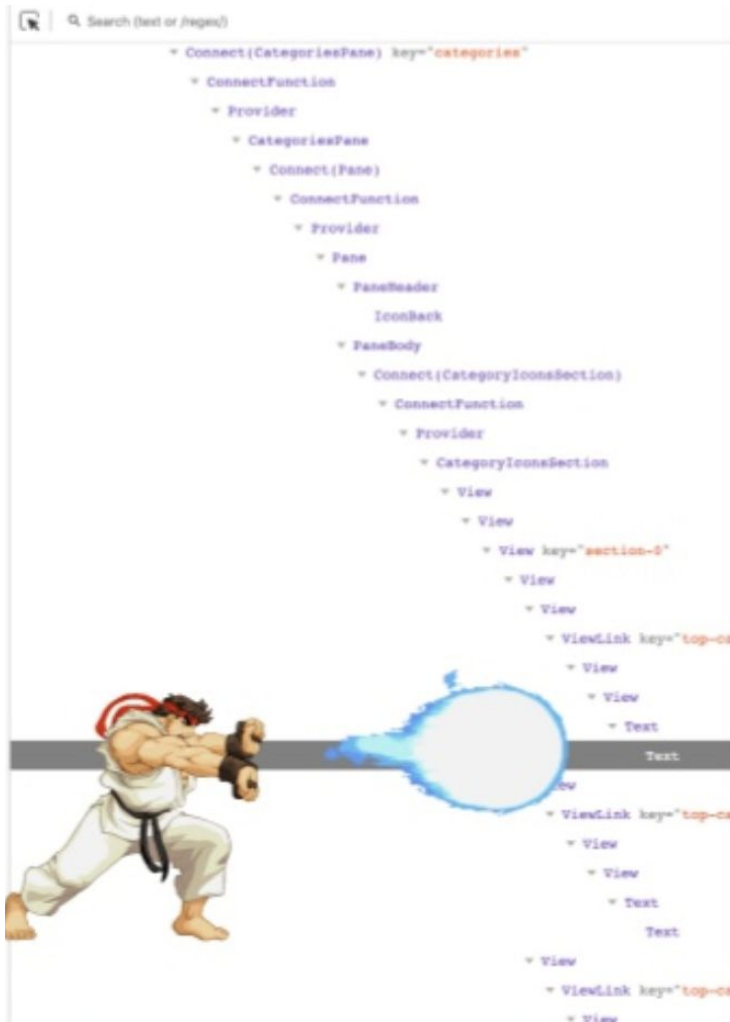 Search (text or /regex/)
Connect(CategoriesPane) key="categories"
ConnectFunction
Provider
CategoriesPane
Connect(Pane)
ConnectFunction
Provider
Pane
PaneHeader
IconBack
PaneBody
Connect(CategoryIconsSection)
ConnectFunction
Provider
CategoryIconsSection
View
View
View key="section-0"
View
View
ViewLink key="top-ca
View
View
Text
Text
ew
ViewLink key="top-ca
View
View
Text
Text
View
ViewLink key="top-ca
View